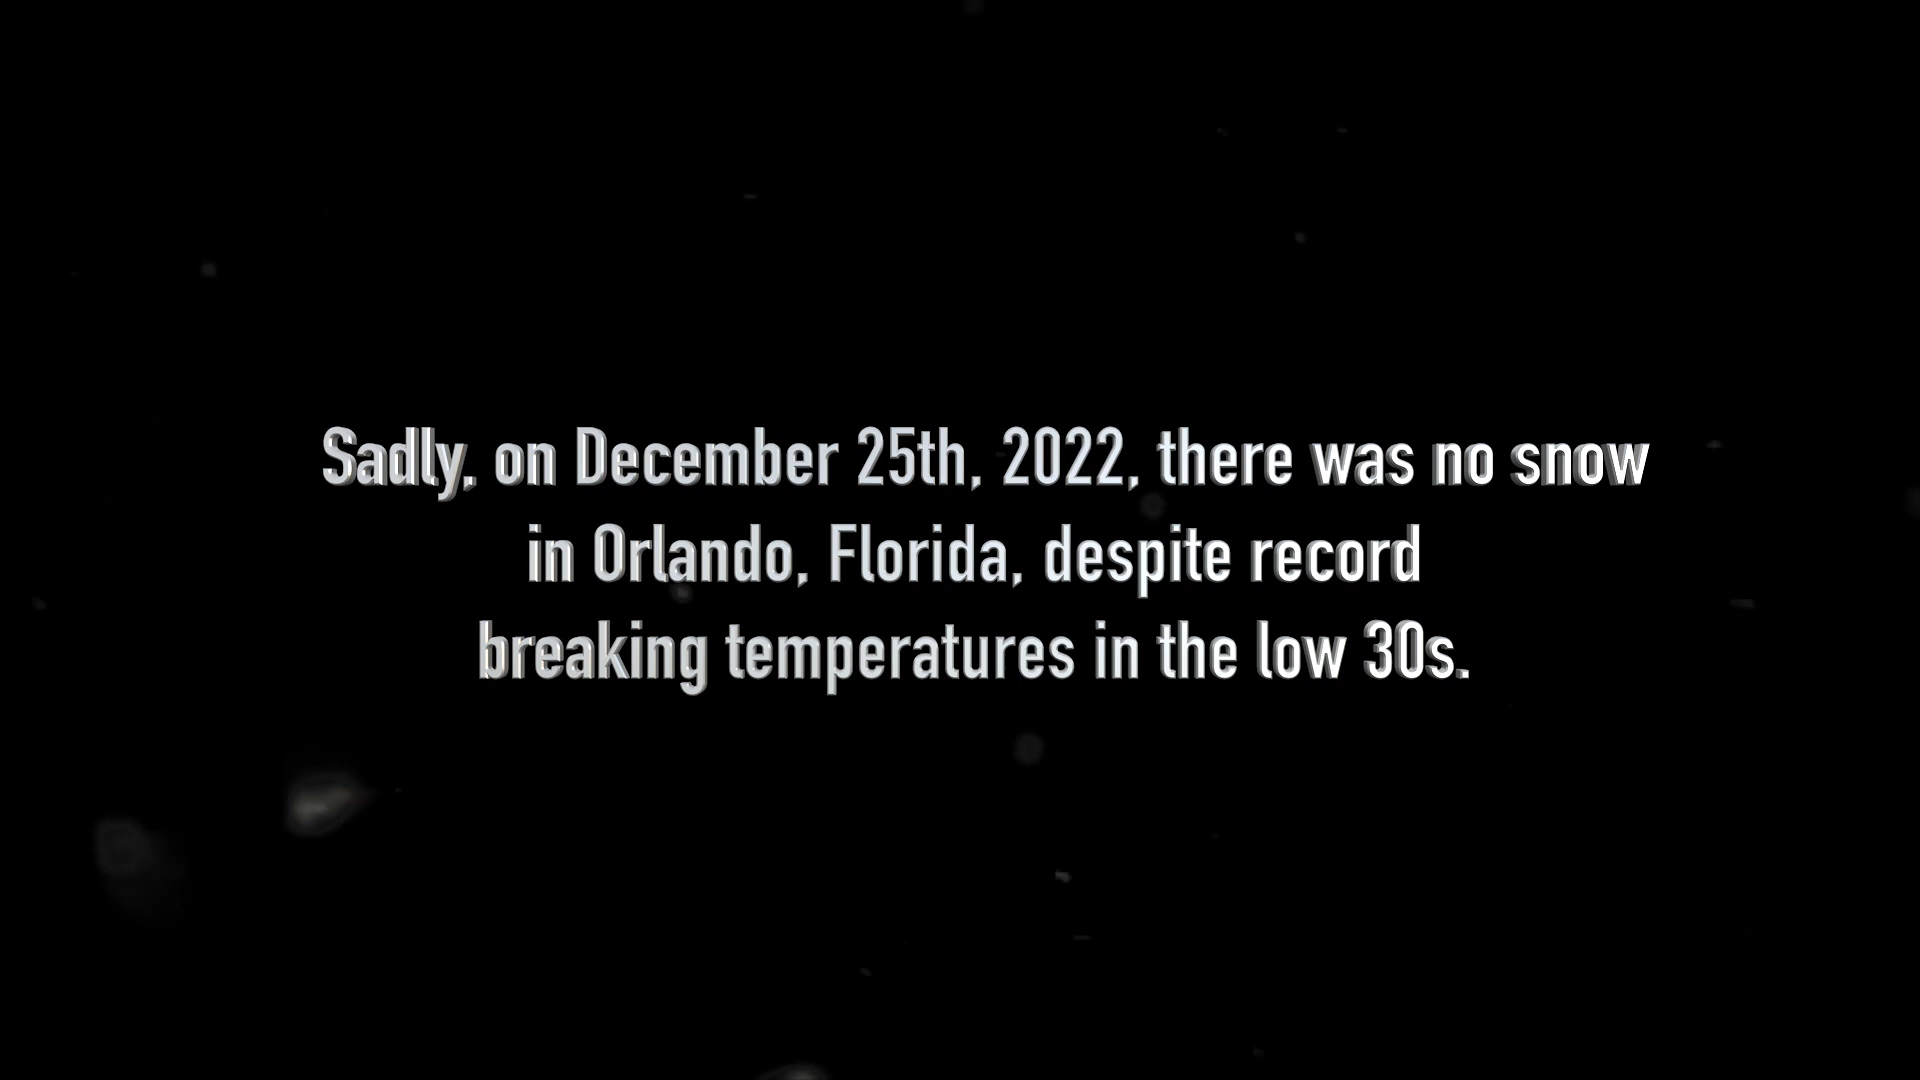 Sadly, on December 25th, 2022, there was no snow
in Orlando, Florida, despite record
breaking temperatures in the low 30s.